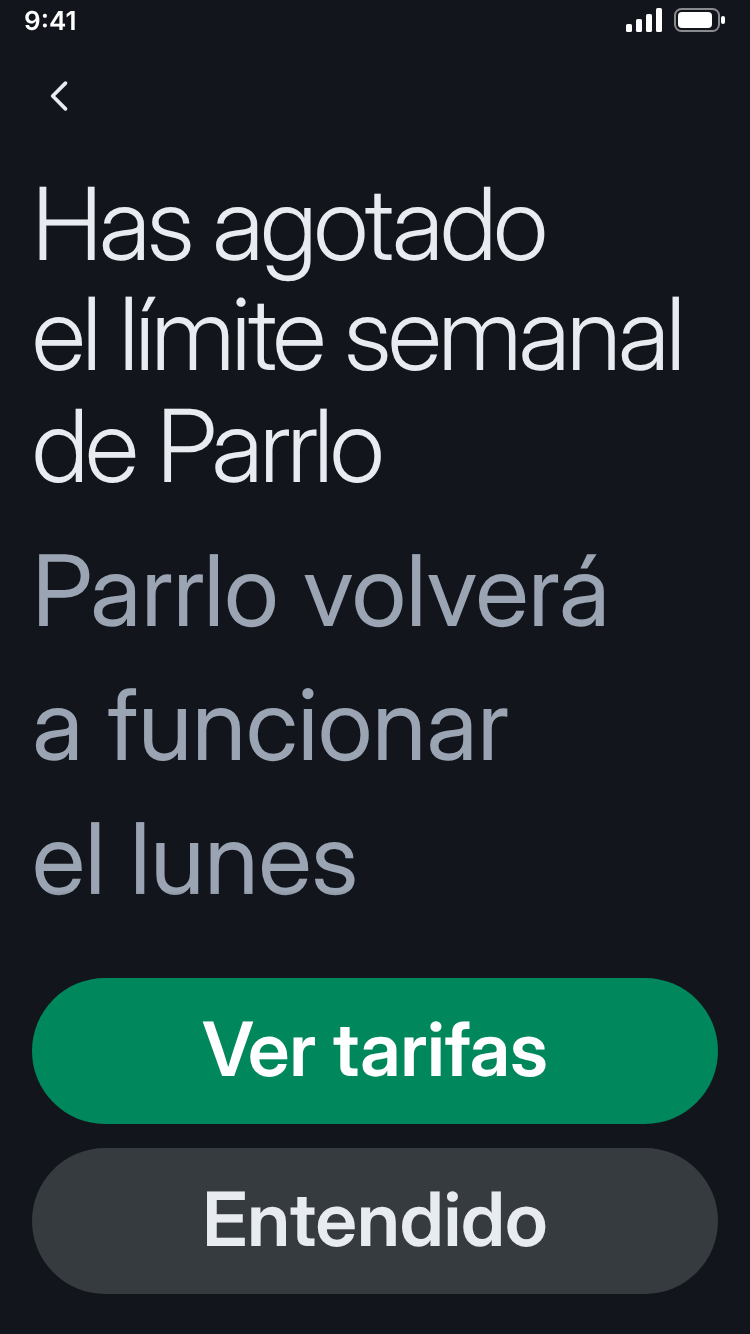 9:41
Has agotado
el límite semanal
de Parrlo
Parrlo volverá
a funcionar
el lunes
Ver tarifas
Entendido